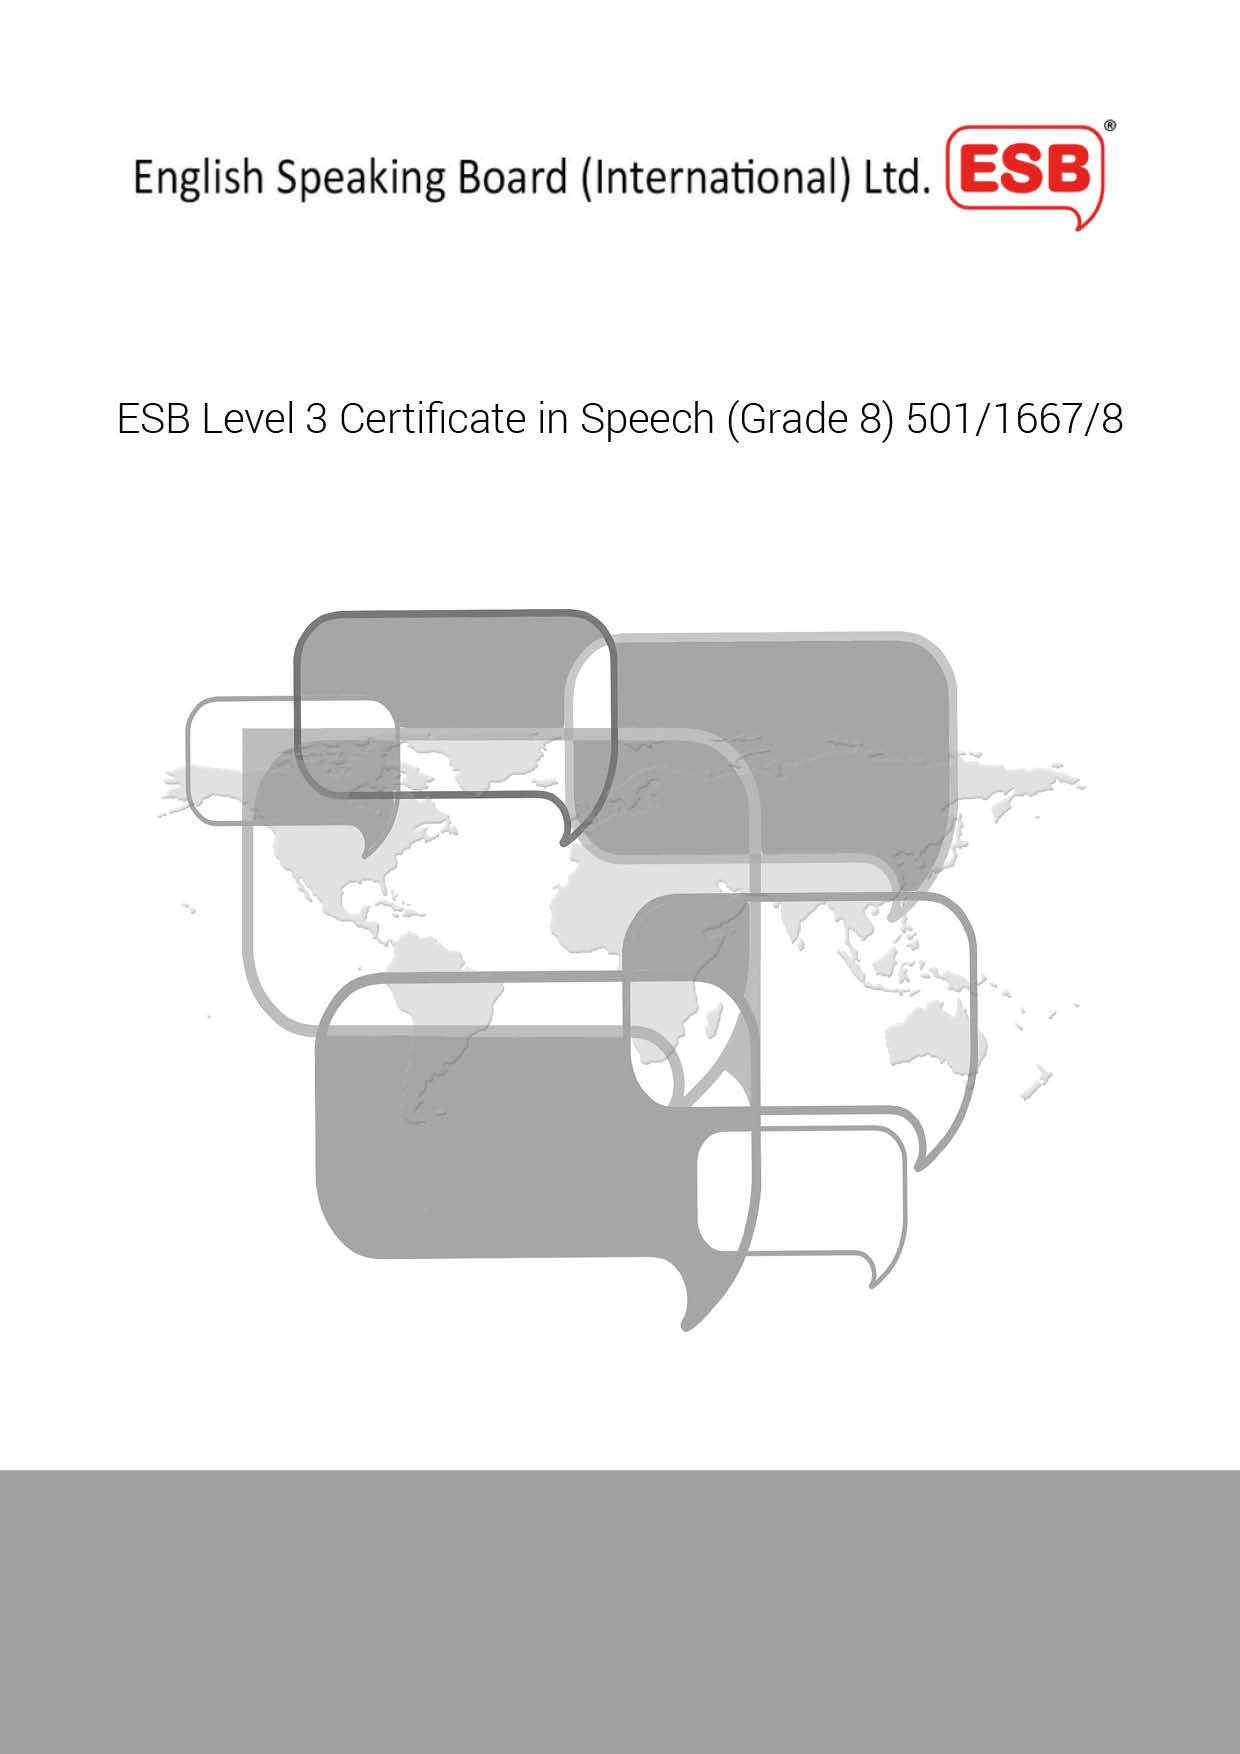 English Speaking Board (International) Ltd. ESB®
ESB Level 3 Certificate in Speech (Grade 8) 501/1667/8